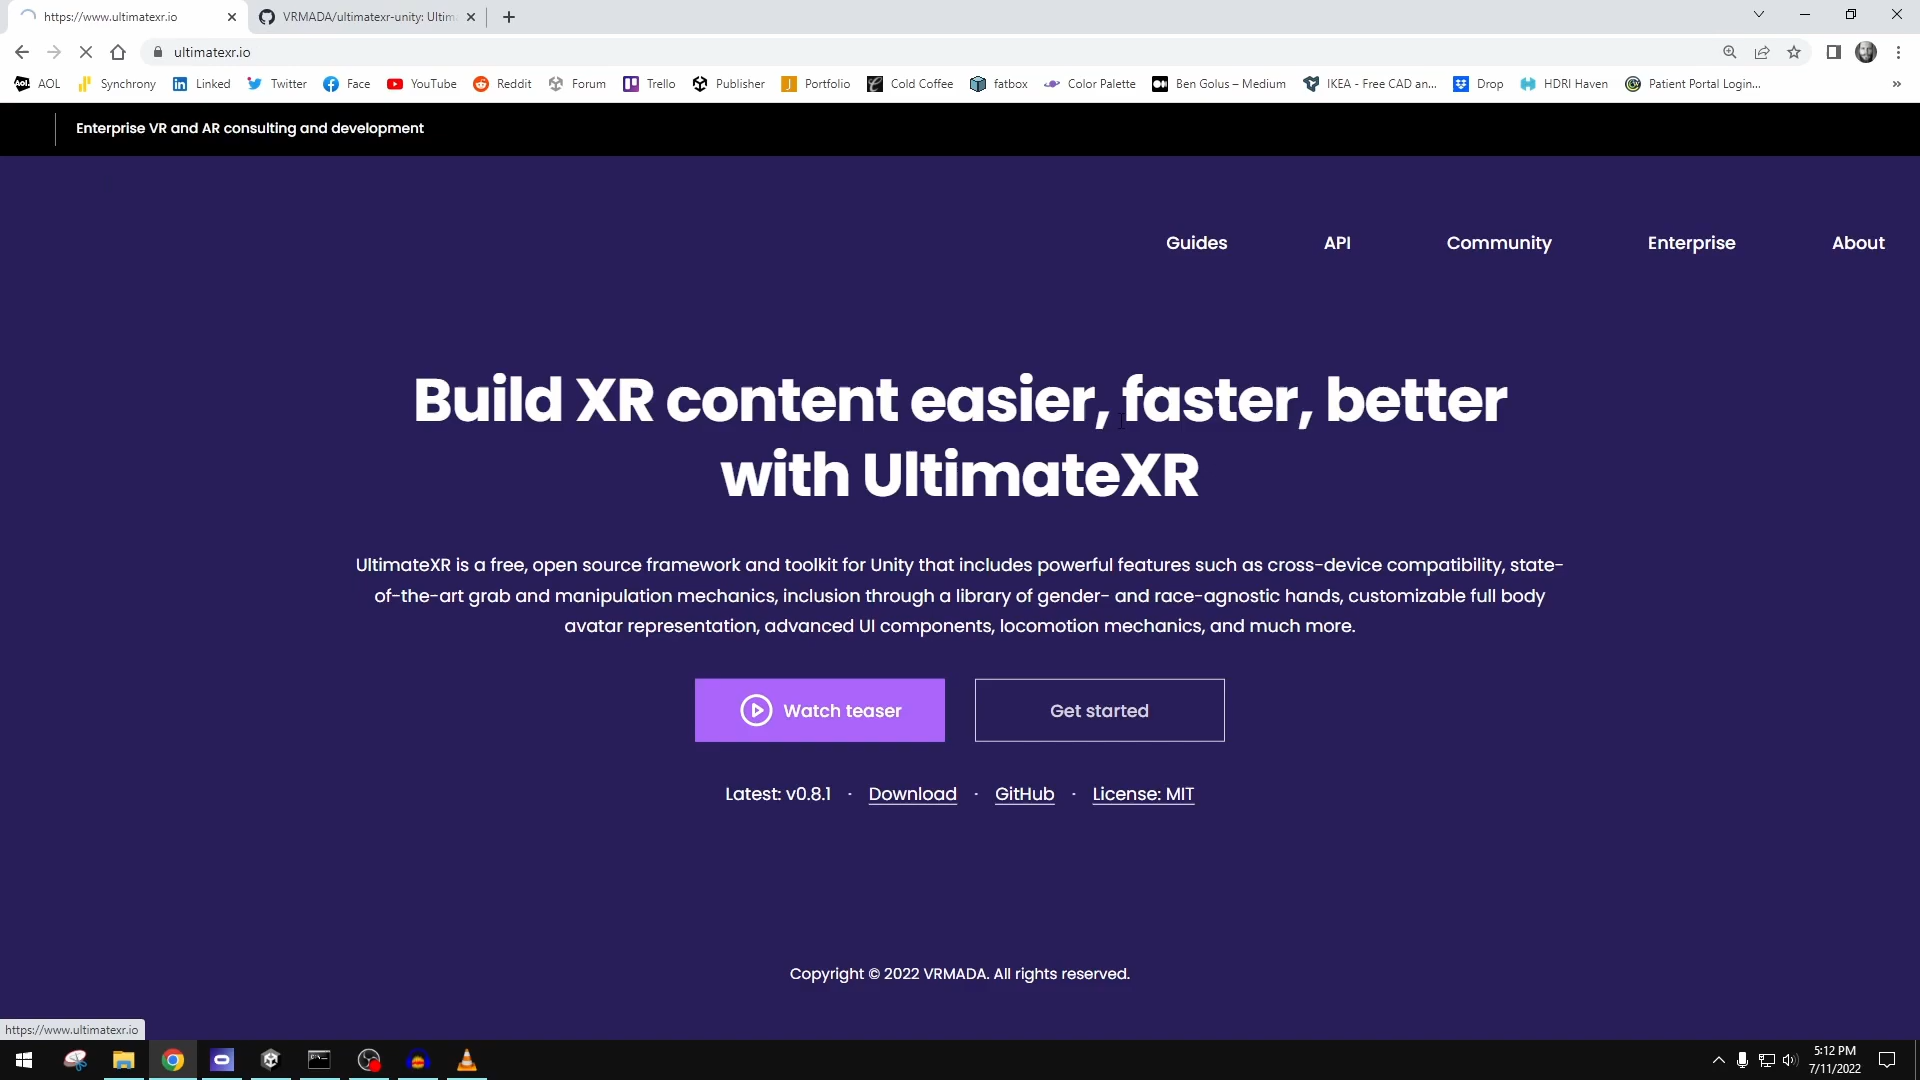 https://www.ultimatexr.io
VRMADA/ultimatexr-unity: Ultim
ultimatexr.io
AOL
Synchrony
Linked
Twitter
Face
YouTube
Reddit
Forum
Trello
Publisher
Portfolio
Cold Coffee
fatbox
Color Palette
Ben Golus – Medium
IKEA - Free CAD an...
Drop
HDRI Haven
Patient Portal Login...
Enterprise VR and AR consulting and development
Guides
API
Community
Enterprise
About
Build XR content easier, faster, better
with UltimateXR
UltimateXR is a free, open source framework and toolkit for Unity that includes powerful features such as cross-device compatibility, state-
of-the-art grab and manipulation mechanics, inclusion through a library of gender- and race-agnostic hands, customizable full body
avatar representation, advanced UI components, locomotion mechanics, and much more.
Watch teaser
Get started
Latest: v0.8.1 · Download · GitHub · License: MIT
Copyright © 2022 VRMADA. All rights reserved.
https://www.ultimatexr.io
5:12 PM
7/11/2022